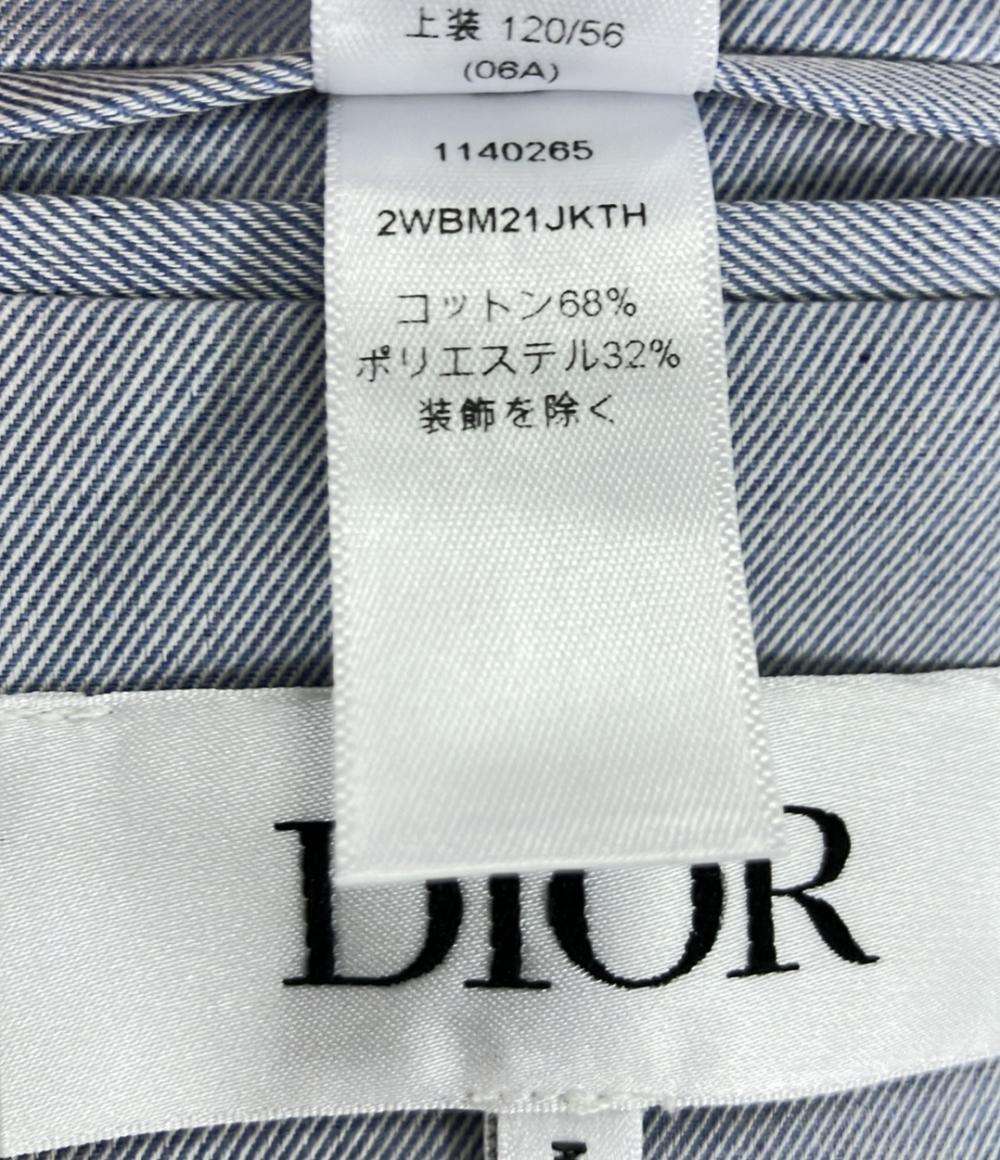 上装 120/56
(06A)
1140265
2WBM21JKTH
コットン68%
ポリエステル32%
装飾を除く
DIOR